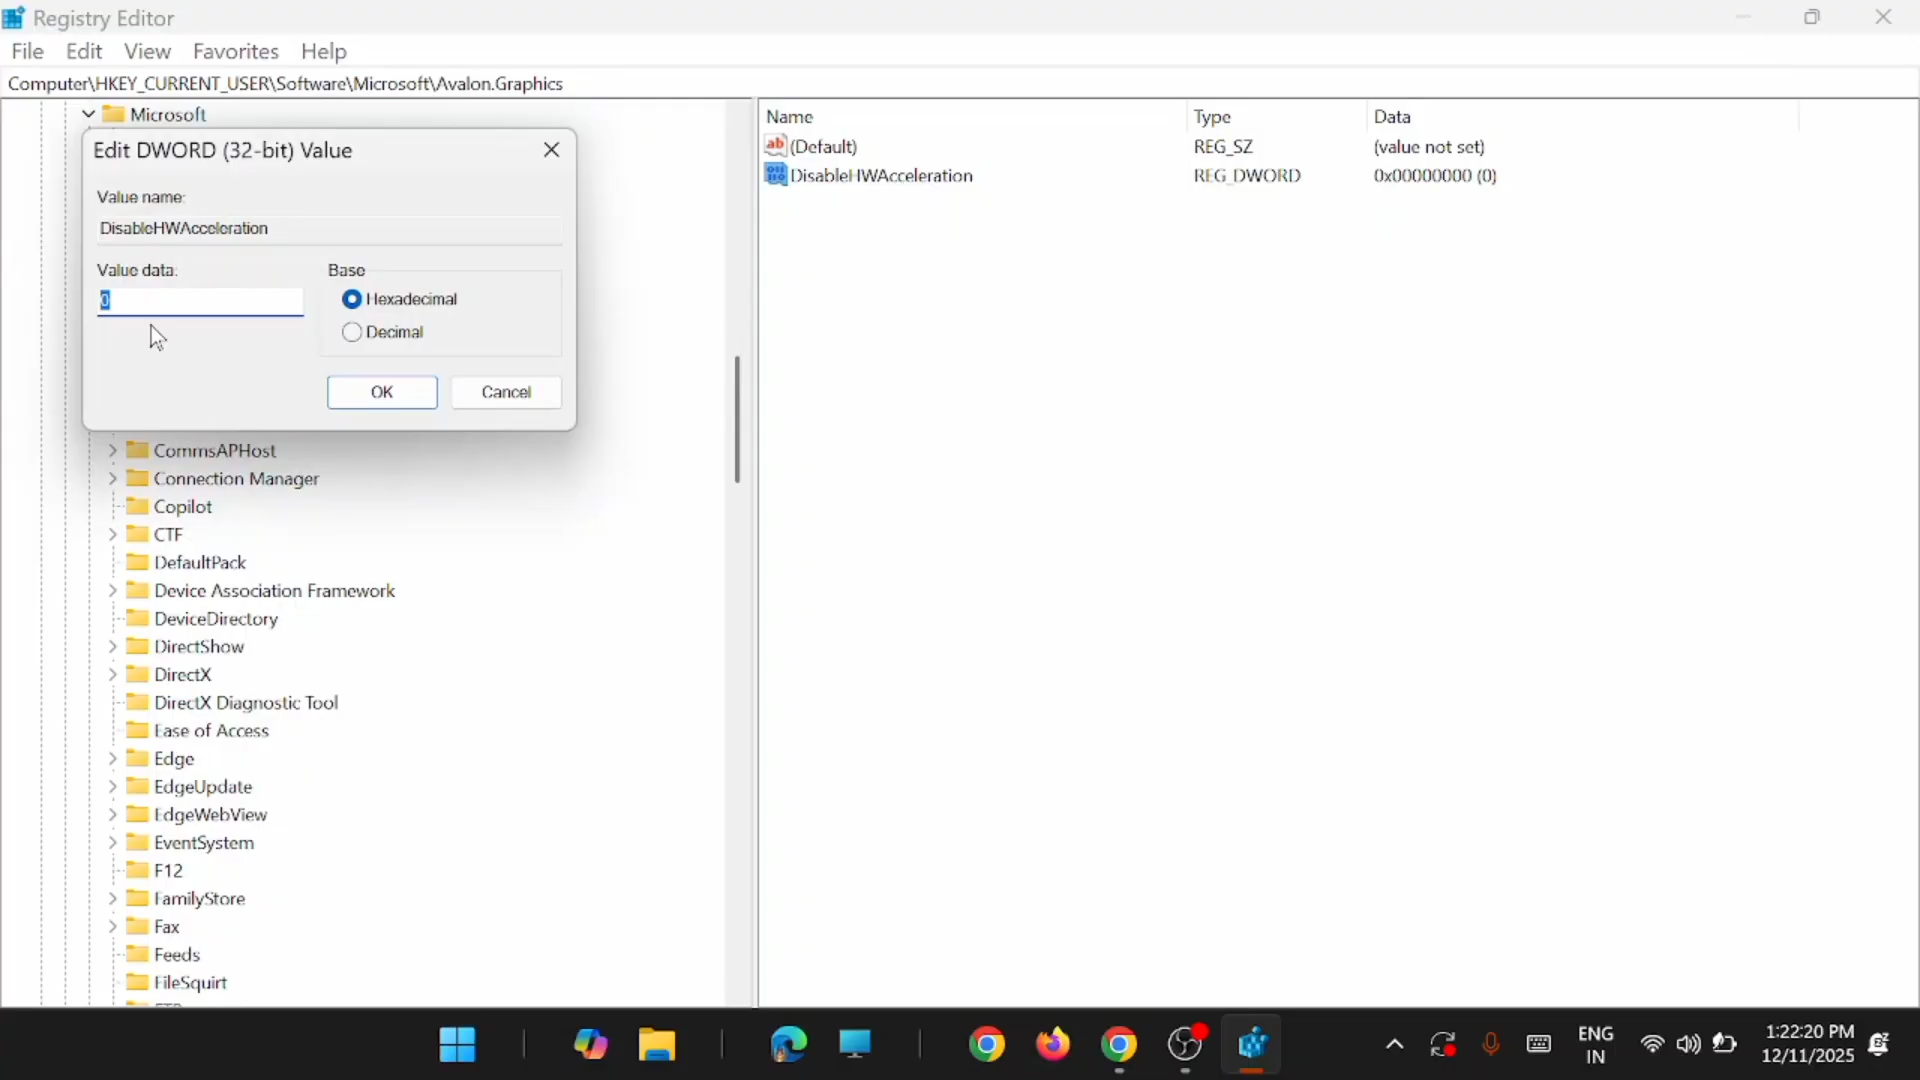 Registry Editor
File Edit View Favorites Help
Computer\HKEY_CURRENT_USER\Software\Microsoft\Avalon.Graphics
Microsoft
Edit DWORD (32-bit) Value
Value name:
DisableHWAcceleration
Value data:
0
Base
Hexadecimal
Decimal
OK Cancel
CommsAPHost
Connection Manager
Copilot
CTF
DefaultPack
Device Association Framework
DeviceDirectory
DirectShow
DirectX
DirectX Diagnostic Tool
Ease of Access
Edge
EdgeUpdate
EdgeWebView
EventSystem
F12
FamilyStore
Fax
Feeds
FileSquirt
Name Type Data
(Default) REG_SZ (value not set)
DisableHWAcceleration REG_DWORD 0x00000000 (0)
ENG
IN
1:22:20 PM
12/11/2025